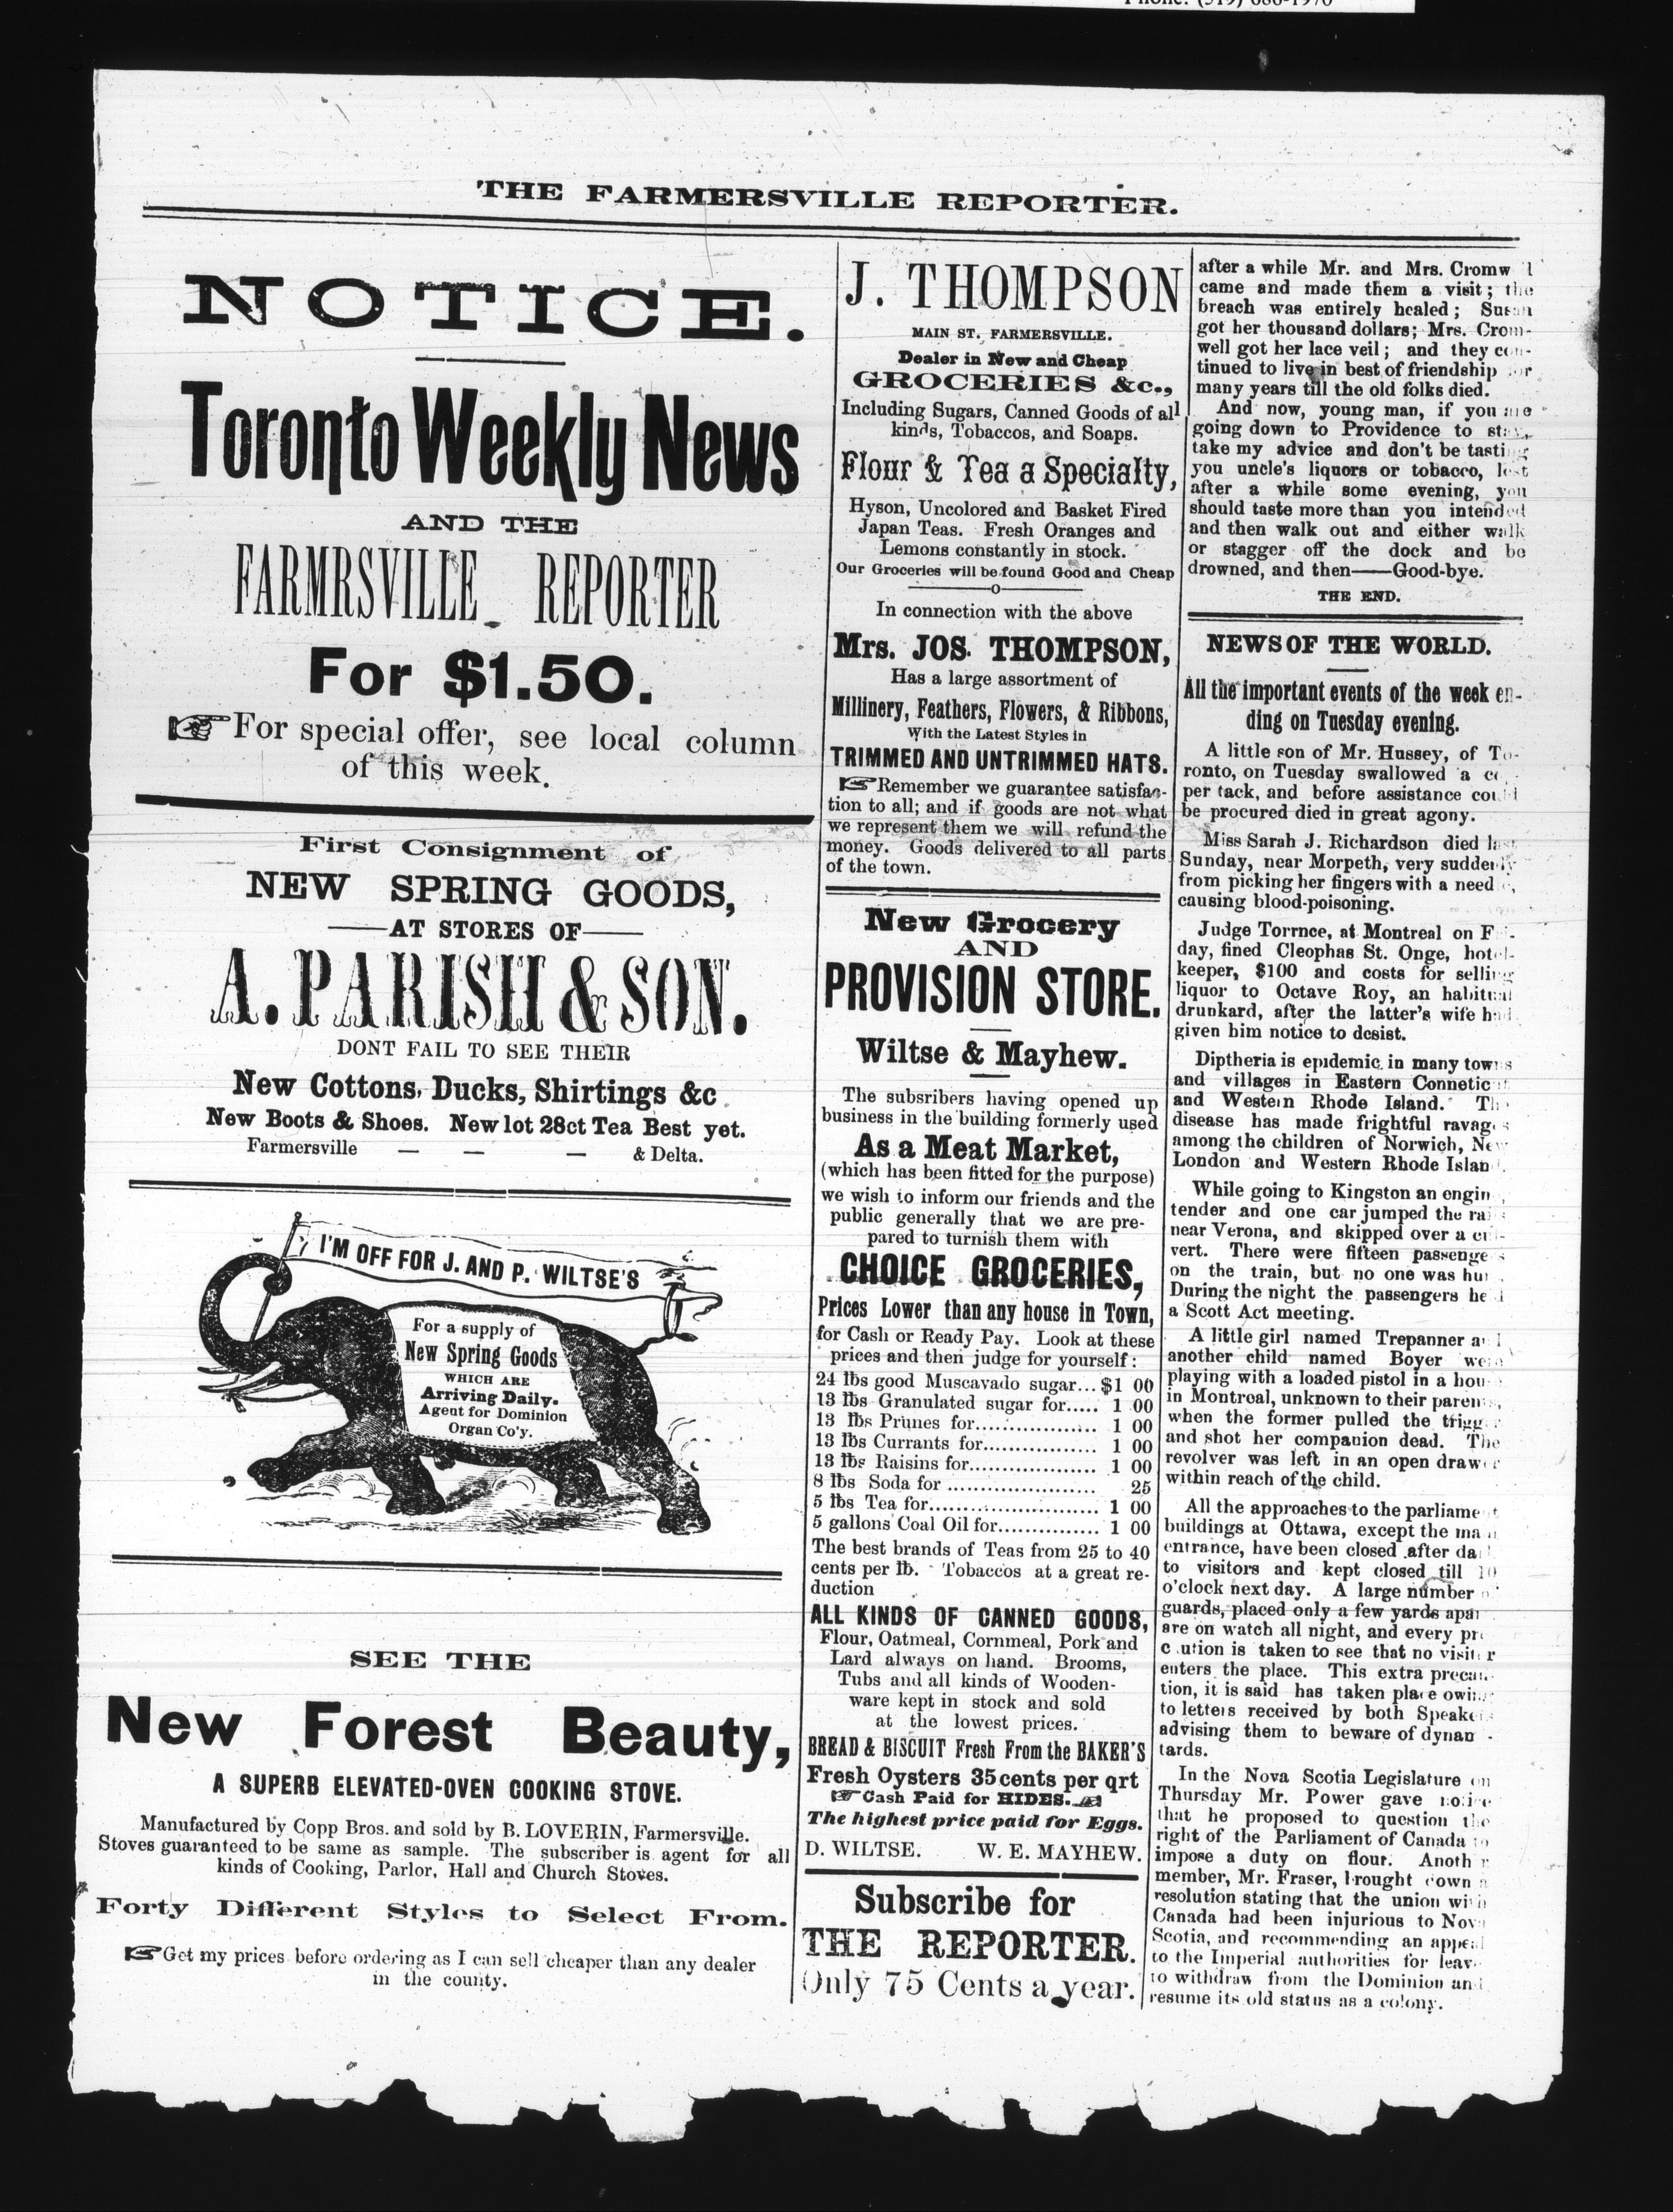 THE FARMERSVILLE REPORTER.
NOTICE.
Toronto Weekly News
AND THE
FARMRSVILLE REPORTER
For $1.50.
For special offer, see local column
of this week.
First Consignment of
NEW SPRING GOODS,
AT STORES OF
A. PARISH & SON.
DONT FAIL TO SEE THEIR
New Cottons, Ducks, Shirtings &c.
New Boots & Shoes. New lot 28ct Tea Best yet.
Farmersville — — — & Delta.
I'M OFF FOR J. AND P. WILTSE'S
For a supply of
New Spring Goods
WHICH ARE
Arriving Daily.
Agent for Dominion
Organ Co'y.
SEE THE
New Forest Beauty,
A SUPERB ELEVATED-OVEN COOKING STOVE.
Manufactured by Copp Bros. and sold by B. LOVERIN, Farmersville.
Stoves guaranteed to be same as sample. The subscriber is agent for all
kinds of Cooking, Parlor, Hall and Church Stoves.
Forty Different Styles to Select From.
Get my prices before ordering as I can sell cheaper than any dealer
in the county.
J. THOMPSON
MAIN ST. FARMERSVILLE.
Dealer in New and Cheap
GROCERIES &c.,
Including Sugars, Canned Goods of all
kinds, Tobaccos, and Soaps.
Flour & Tea a Specialty,
Hyson, Uncolored and Basket Fired
Japan Teas. Fresh Oranges and
Lemons constantly in stock.
Our Groceries will be found Good and Cheap
In connection with the above
Mrs. JOS. THOMPSON,
Has a large assortment of
Millinery, Feathers, Flowers, & Ribbons,
With the Latest Styles in
TRIMMED AND UNTRIMMED HATS.
Remember we guarantee satisfac-
tion to all; and if goods are not what
we represent them we will refund the
money. Goods delivered to all parts
of the town.
New Grocery
AND
PROVISION STORE.
Wiltse & Mayhew.
The subsribers having opened up
business in the building formerly used
As a Meat Market,
(which has been fitted for the purpose)
we wish to inform our friends and the
public generally that we are pre-
pared to turnish them with
CHOICE GROCERIES,
Prices Lower than any house in Town,
for Cash or Ready Pay. Look at these
prices and then judge for yourself:
24 lbs good Muscavado sugar... $1 00
13 lbs Granulated sugar for..... 1 00
13 lbs Prunes for.................. 1 00
13 lbs Currants for................ 1 00
13 lbs Raisins for................... 1 00
8 lbs Soda for ...................... 25
5 lbs Tea for......................... 1 00
5 gallons Coal Oil for............... 1 00
The best brands of Teas from 25 to 40
cents per lb. Tobaccos at a great re-
duction
ALL KINDS OF CANNED GOODS,
Flour, Oatmeal, Cornmeal, Pork and
Lard always on hand. Brooms,
Tubs and all kinds of Wooden-
ware kept in stock and sold
at the lowest prices.
BREAD & BISCUIT Fresh From the BAKER'S
Fresh Oysters 35 cents per qrt
Cash Paid for HIDES.
The highest price paid for Eggs.
D. WILTSE. W. E. MAYHEW.
Subscribe for
THE REPORTER.
Only 75 Cents a year.
after a while Mr. and Mrs.
came and made them a visit; the
breach was entirely healed; Susan
got her thousand dollars; Mrs. Crom-
well got her lace veil; and they con-
tinued to live in best of friendship for
many years till the old folks died.
And now, young man, if you are
going down to Providence to stay,
take my advice and don't be tasting
you uncle's liquors or tobacco, lest
after a while some evening, you
should taste more than you intended
and then walk out and either walk
or stagger off the dock and be
drowned, and then——Good-bye.
THE END.
NEWS OF THE WORLD.
All the important events of the week en-
ding on Tuesday evening.
A little son of Mr. Hussey, of To-
ronto, on Tuesday swallowed a
per tack, and before assistance could
be procured died in great agony.
Miss Sarah J. Richardson died last
Sunday, near Morpeth, very suddenly
from picking her fingers with a
causing blood-poisoning.
Judge Torrnce, at Montreal on
day, fined Cleophas St. Onge, hotel-
keeper, $100 and costs for selling
liquor to Octave Roy, an habitual
drunkard, after the latter's wife had
given him notice to desist.
Diptheria is epidemic in many towns
and villages in Eastern
and Western Rhode Island. The
disease has made frightful ravages
among the children of Norwich, New
London and Western Rhode
While going to Kingston an
tender and one car jumped the
near Verona, and skipped over a cul-
vert. There were fifteen passengers
on the train, but no one was
During the night the passengers held
a Scott Act meeting.
A little girl named Trepanner and
another child named Boyer were
playing with a loaded pistol in a
in Montreal, unknown to their parents,
when the former pulled the trigger
and shot her companion dead. The
revolver was left in an open drawer
within reach of the child.
All the approaches to the parliament
buildings at Ottawa, except the main
entrance, have been closed after
to visitors and kept closed till 10
o'clock next day. A large number of
guards, placed only a few yards
are on watch all night, and every
is taken to see that no
enters the place. This extra precau-
tion, it is said has taken place owing
to letters received by both Speakers
advising them to beware of
tards.
In the Nova Scotia Legislature on
Thursday Mr. Power gave notice
that he proposed to question the
right of the Parliament of Canada to
impose a duty on flour.
member, Mr. Fraser, brought down a
resolution stating that the union with
Canada had been injurious to Nova
Scotia, and recommending an appeal
to the Imperial authorities for
to withdraw from the Dominion and
resume its old status as a colony.